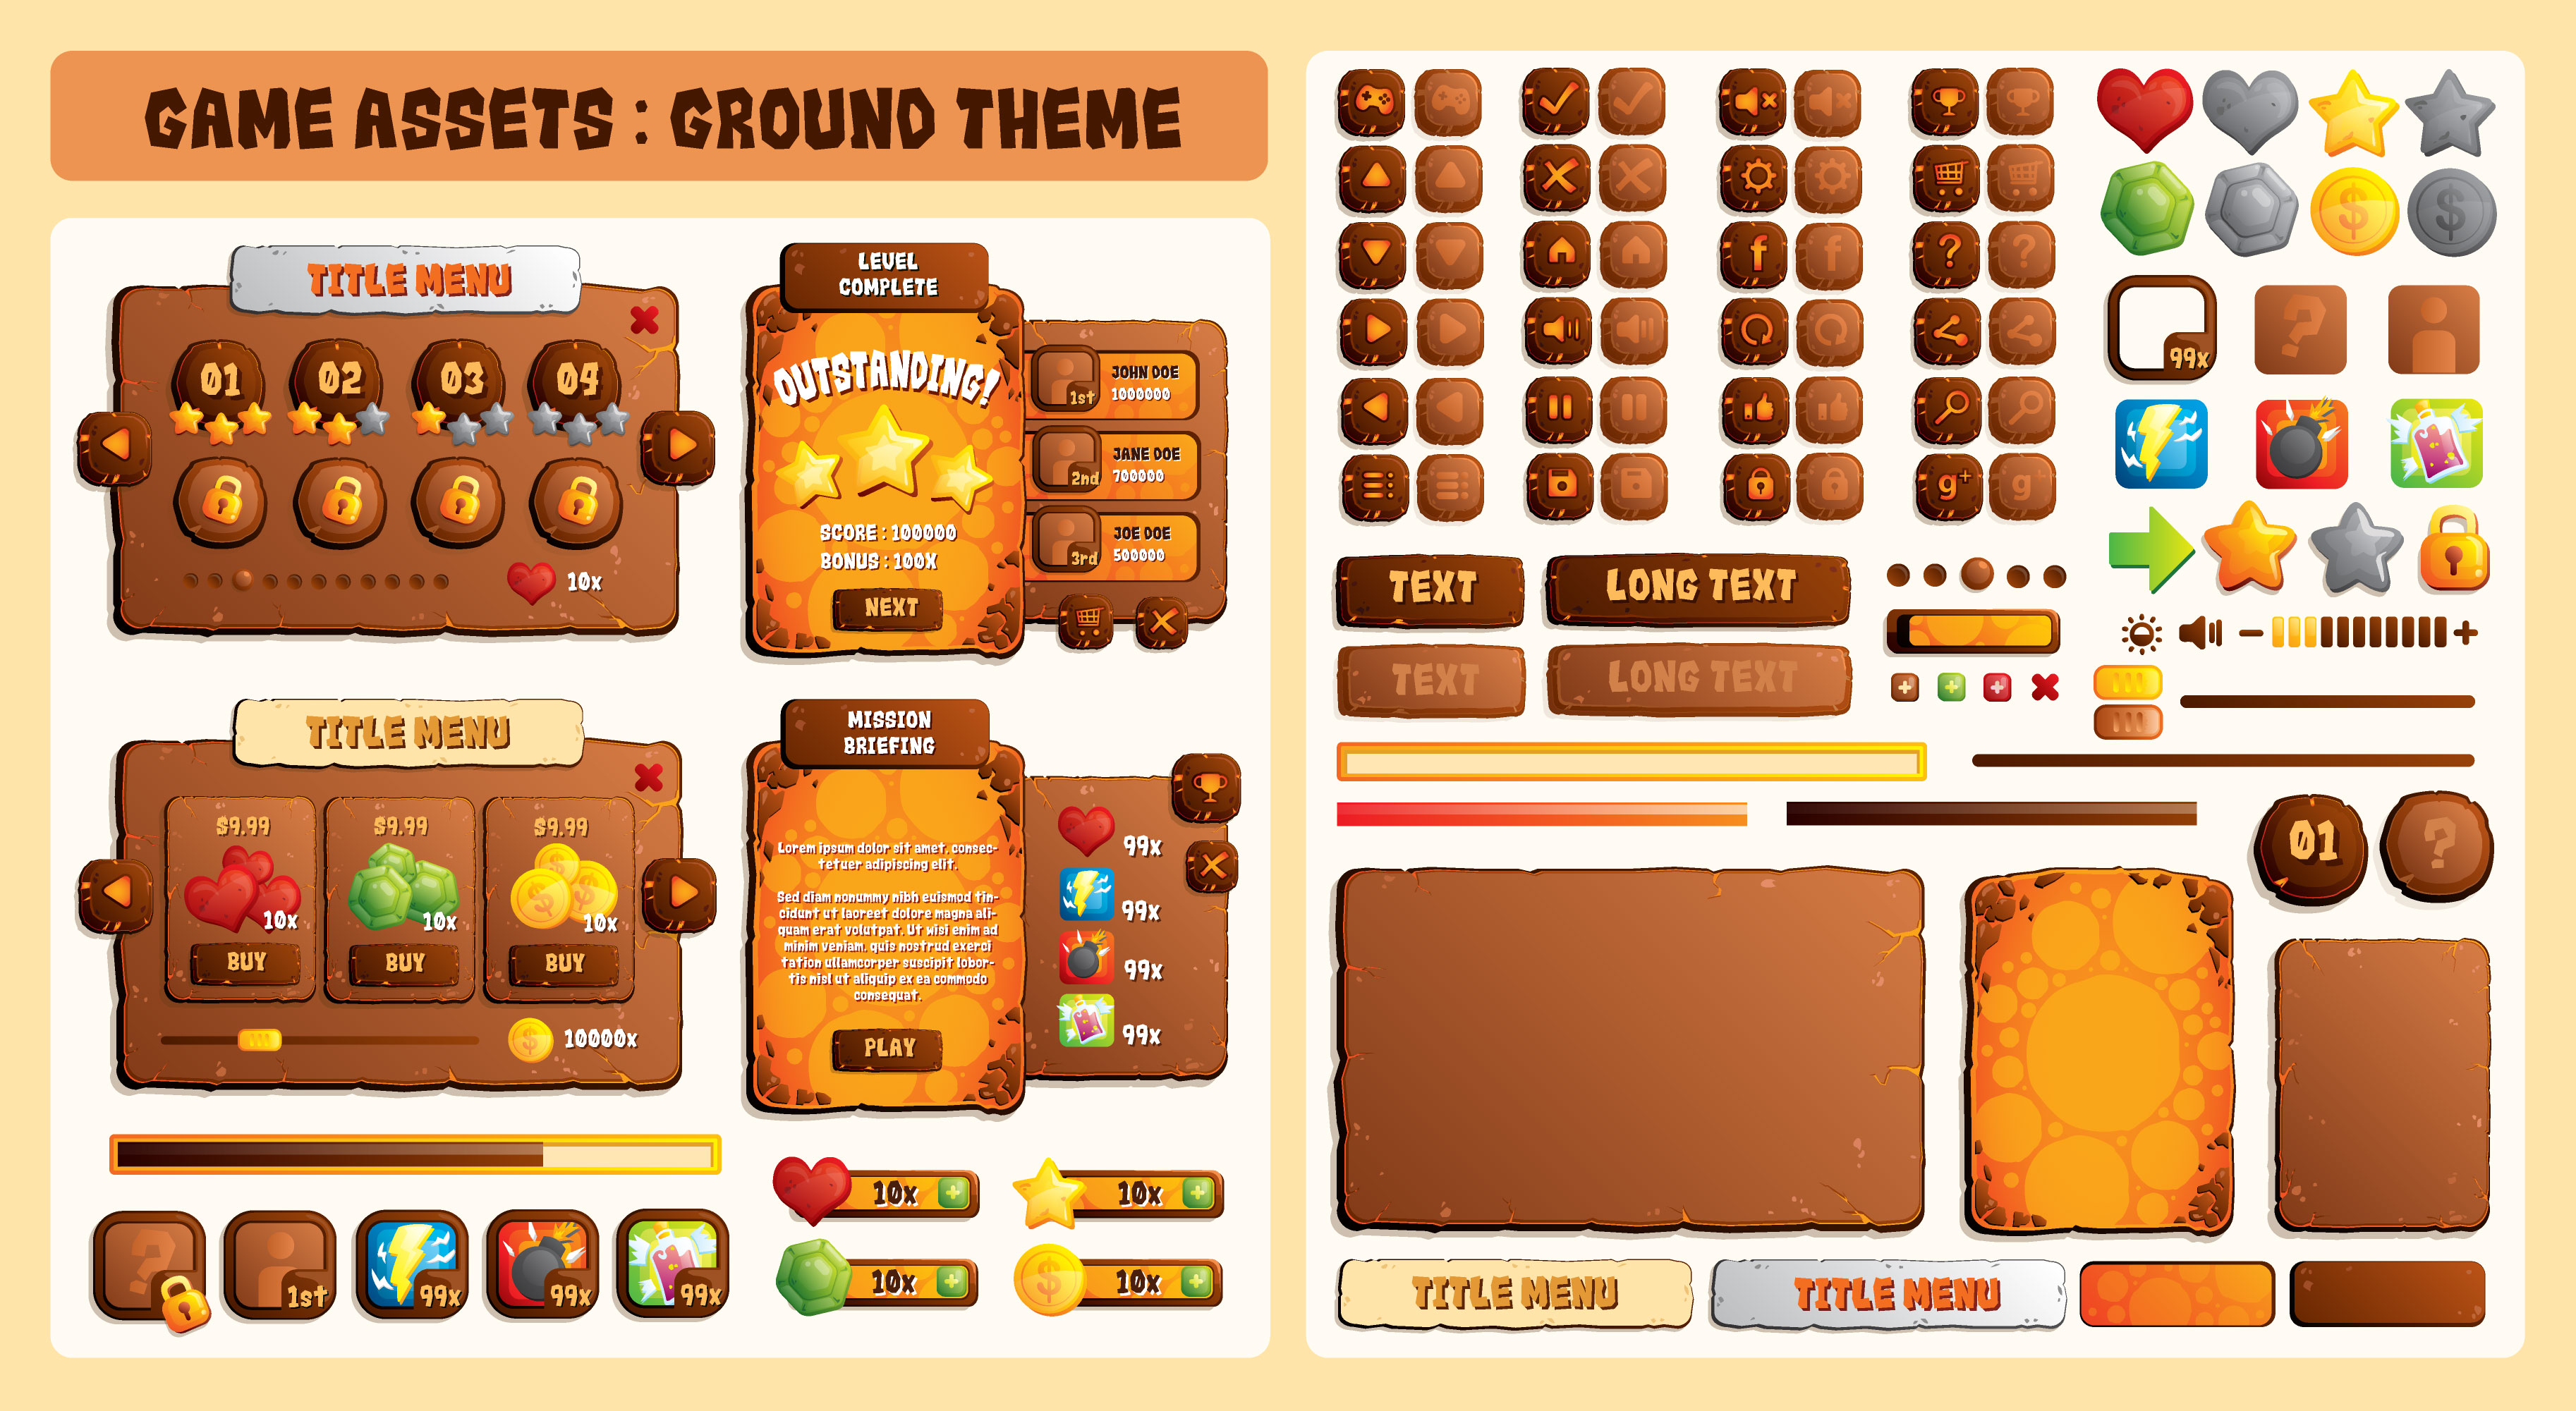 GAME ASSETS : GROUND THEME
TITLE MENU
01
02
03
04
10x
LEVEL
COMPLETE
OUTSTANDING!
SCORE : 100000
BONUS : 100X
NEXT
1st
JOHN DOE
1000000
2nd
JANE DOE
700000
3rd
JOE DOE
500000
TITLE MENU
$9.99
10x
BUY
$9.99
10x
BUY
$9.99
10x
BUY
10000x
MISSION
BRIEFING
Lorem ipsum dolor sit amet, consec-
tetuer adipiscing elit.
Sed diam nonummy nibh euismod tin-
cidunt ut laoreet dolore magna ali-
quam erat volutpat. Ut wisi enim ad
minim veniam, quis nostrud exerci
tation ullamcorper suscipit lobor-
tis nisl ut aliquip ex ea commodo
consequat.
PLAY
99x
99x
99x
99x
?
1st
99x
99x
99x
10x
10x
10x
10x
$
$
f
f
?
?
g+
g+
99x
?
TEXT
LONG TEXT
TEXT
LONG TEXT
01
?
TITLE MENU
TITLE MENU